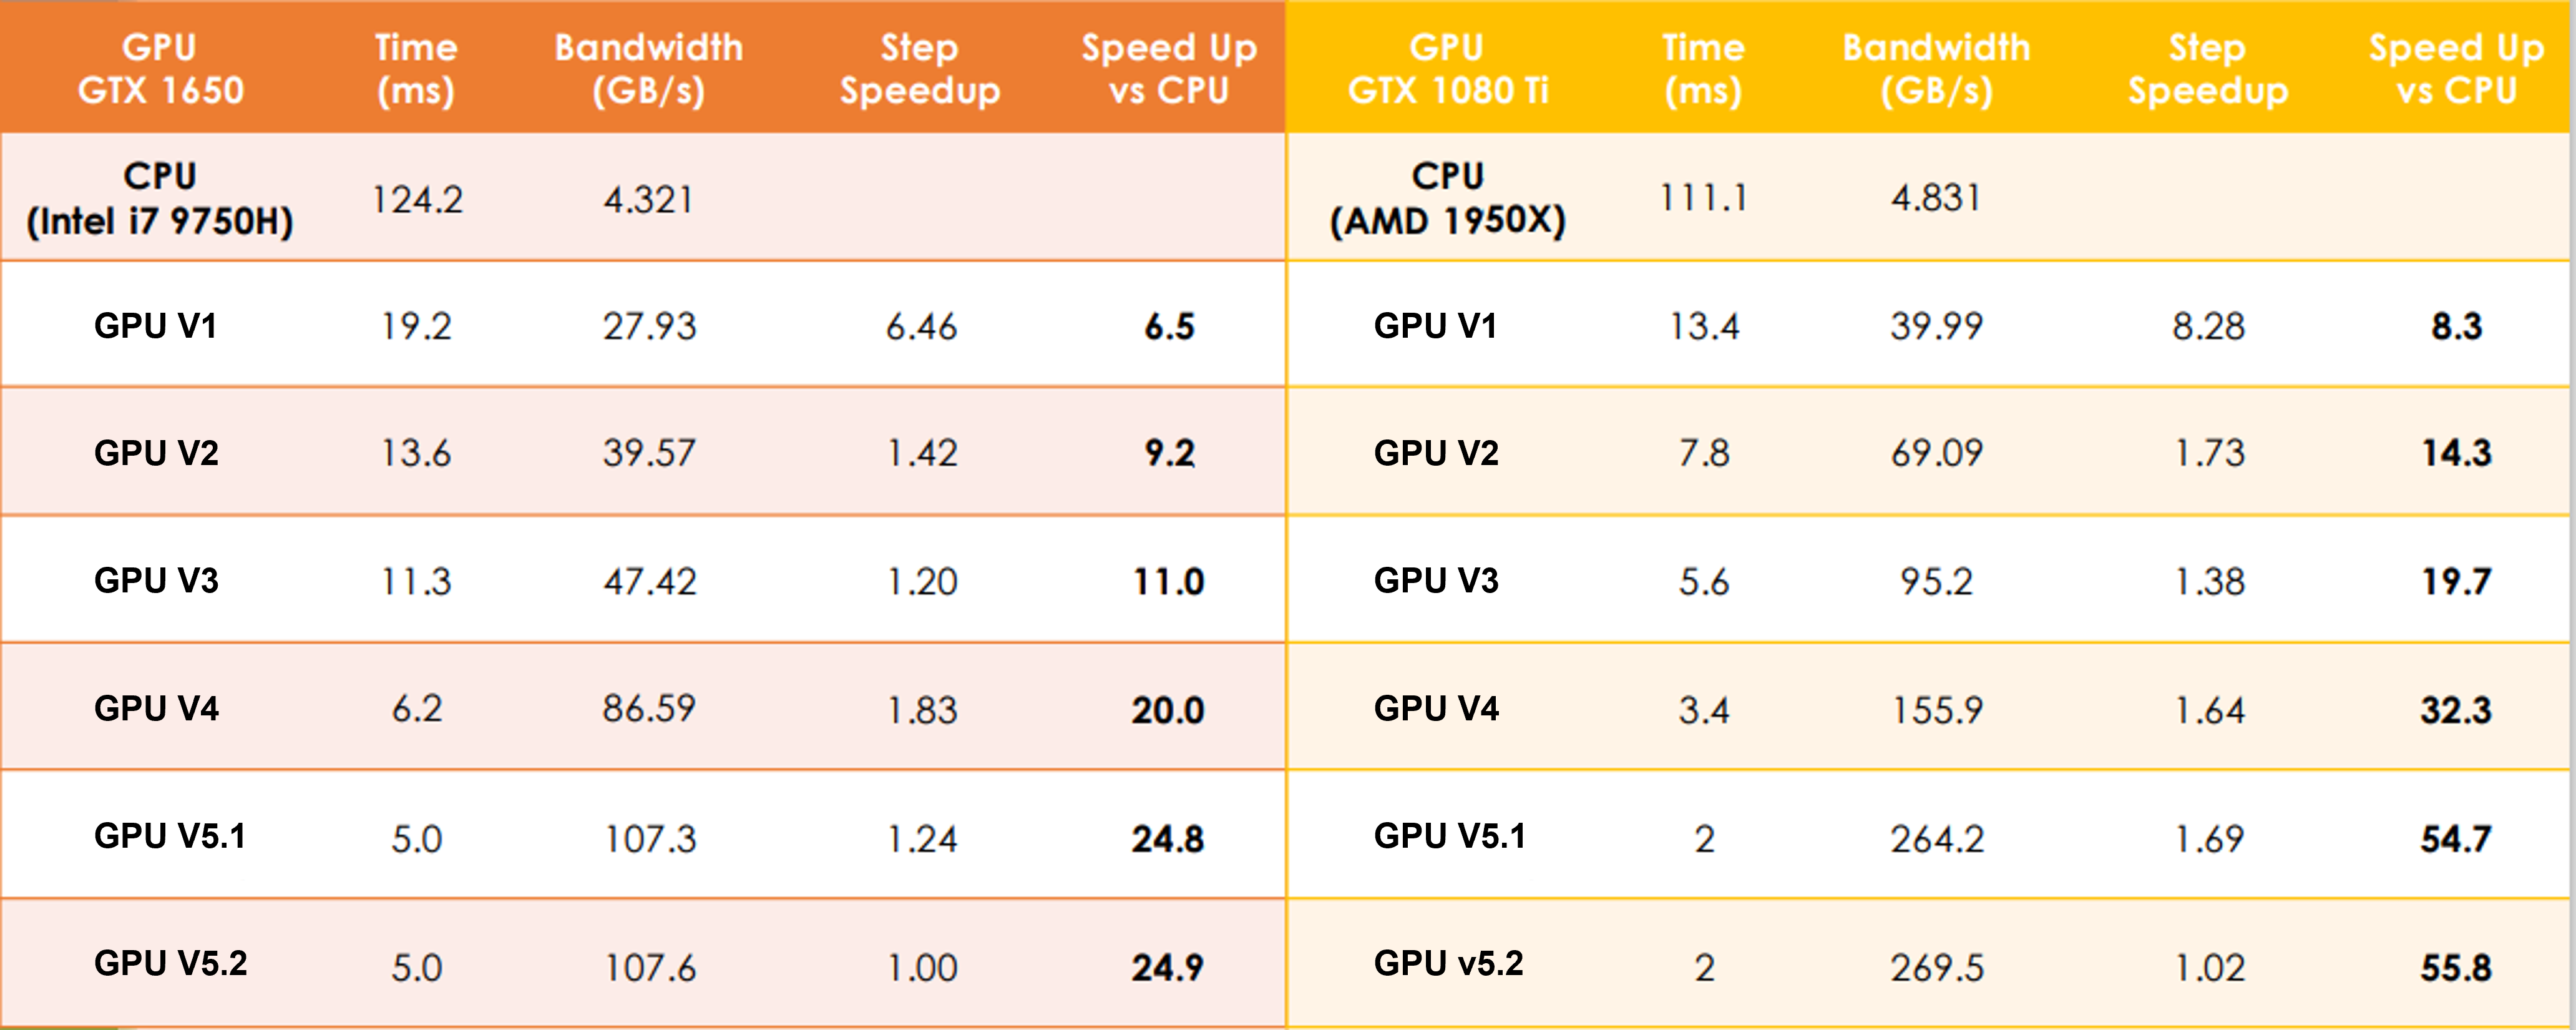 GPU GTX 1650 Time (ms) Bandwidth (GB/s) Step Speedup Speed Up vs CPU GPU GTX 1080 Ti Time (ms) Bandwidth (GB/s) Step Speedup Speed Up vs CPU
CPU (Intel i7 9750H) 124.2 4.321 CPU (AMD 1950X) 111.1 4.831
GPU V1 19.2 27.93 6.46 6.5 GPU V1 13.4 39.99 8.28 8.3
GPU V2 13.6 39.57 1.42 9.2 GPU V2 7.8 69.09 1.73 14.3
GPU V3 11.3 47.42 1.20 11.0 GPU V3 5.6 95.2 1.38 19.7
GPU V4 6.2 86.59 1.83 20.0 GPU V4 3.4 155.9 1.64 32.3
GPU V5.1 5.0 107.3 1.24 24.8 GPU V5.1 2 264.2 1.69 54.7
GPU V5.2 5.0 107.6 1.00 24.9 GPU v5.2 2 269.5 1.02 55.8